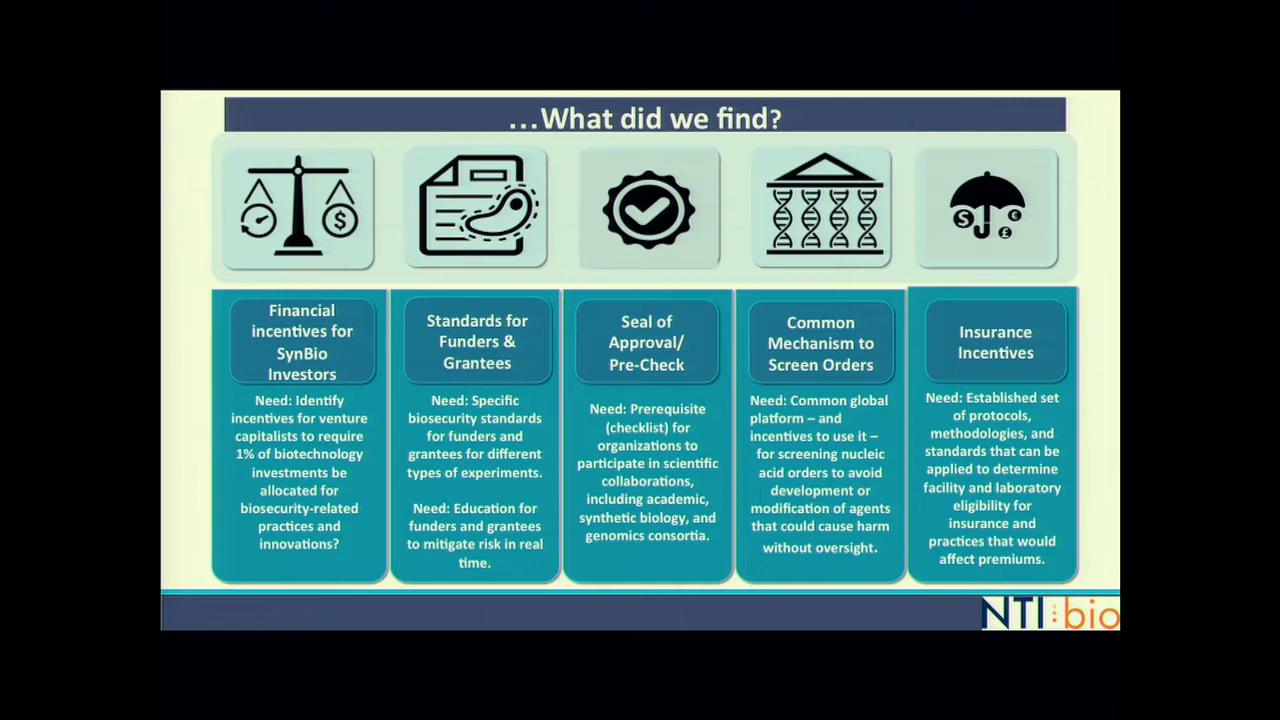 ...What did we find?
$
$
€
£
Financial
incentives for
SynBio
Investors
Need: Identify
incentives for venture
capitalists to require
1% of biotechnology
investments be
allocated for
biosecurity-related
practices and
innovations?
Standards for
Funders &
Grantees
Need: Specific
biosecurity standards
for funders and
grantees for different
types of experiments.
Need: Education for
funders and grantees
to mitigate risk in real
time.
Seal of
Approval/
Pre-Check
Need: Prerequisite
(checklist) for
organizations to
participate in scientific
collaborations,
including academic,
synthetic biology, and
genomics consortia.
Common
Mechanism to
Screen Orders
Need: Common global
platform – and
incentives to use it –
for screening nucleic
acid orders to avoid
development or
modification of agents
that could cause harm
without oversight.
Insurance
Incentives
Need: Established set
of protocols,
methodologies, and
standards that can be
applied to determine
facility and laboratory
eligibility for
insurance and
practices that would
affect premiums.
NTI:bio